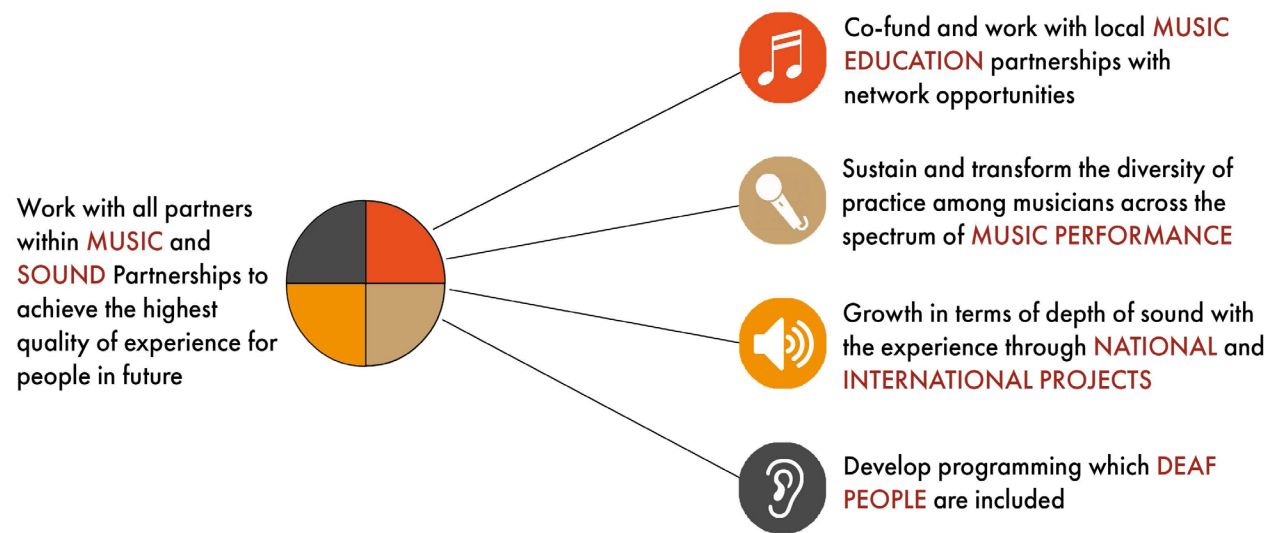 Work with all partners
within MUSIC and
SOUND Partnerships to
achieve the highest
quality of experience for
people in future
Co-fund and work with local MUSIC
EDUCATION partnerships with
network opportunities
Sustain and transform the diversity of
practice among musicians across the
spectrum of MUSIC PERFORMANCE
Growth in terms of depth of sound with
the experience through NATIONAL and
INTERNATIONAL PROJECTS
Develop programming which DEAF
PEOPLE are included